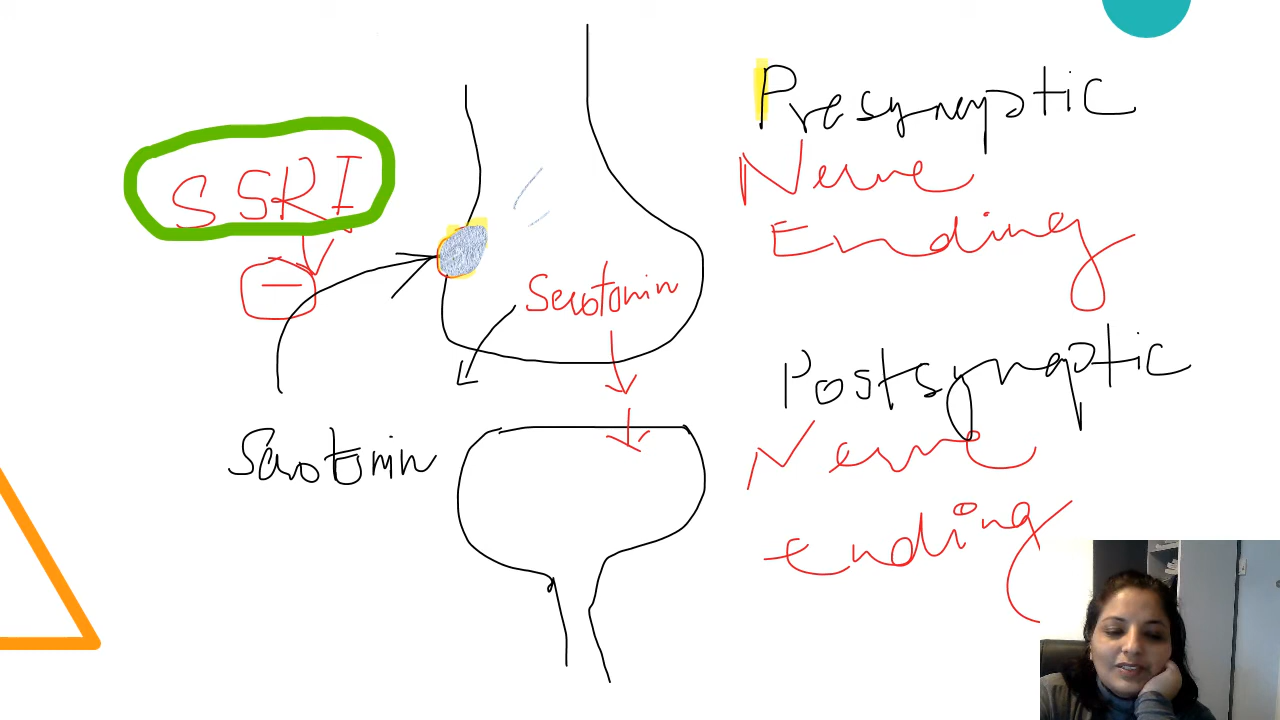 Presynaptic
Nerve
Ending
SSRI
−
Serotonin
Serotonin
Postsynaptic
Nerve
ending